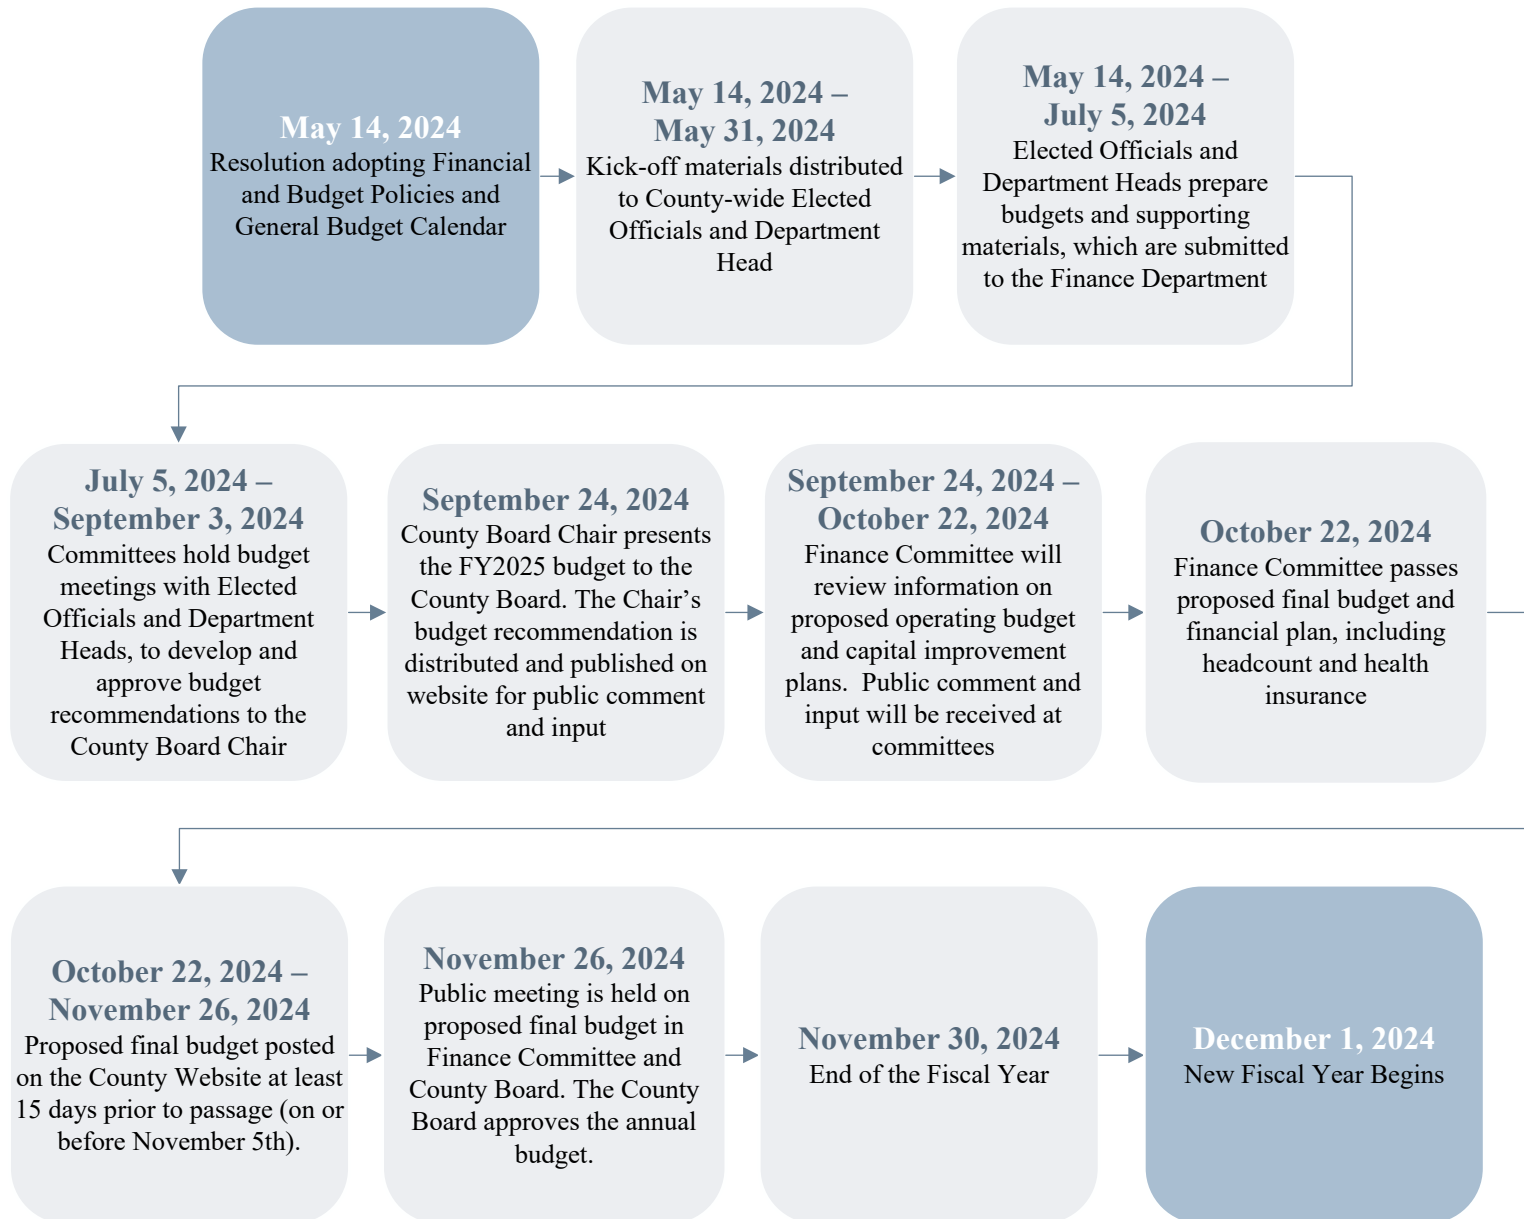 May 14, 2024
Resolution adopting Financial
and Budget Policies and
General Budget Calendar
May 14, 2024 –
May 31, 2024
Kick-off materials distributed
to County-wide Elected
Officials and Department
Head
May 14, 2024 –
July 5, 2024
Elected Officials and
Department Heads prepare
budgets and supporting
materials, which are submitted
to the Finance Department
July 5, 2024 –
September 3, 2024
Committees hold budget
meetings with Elected
Officials and Department
Heads, to develop and
approve budget
recommendations to the
County Board Chair
September 24, 2024
County Board Chair presents
the FY2025 budget to the
County Board. The Chair’s
budget recommendation is
distributed and published on
website for public comment
and input
September 24, 2024 –
October 22, 2024
Finance Committee will
review information on
proposed operating budget
and capital improvement
plans.  Public comment and
input will be received at
committees
October 22, 2024
Finance Committee passes
proposed final budget and
financial plan, including
headcount and health
insurance
October 22, 2024 –
November 26, 2024
Proposed final budget posted
on the County Website at least
15 days prior to passage (on or
before November 5th).
November 26, 2024
Public meeting is held on
proposed final budget in
Finance Committee and
County Board. The County
Board approves the annual
budget.
November 30, 2024
End of the Fiscal Year
December 1, 2024
New Fiscal Year Begins